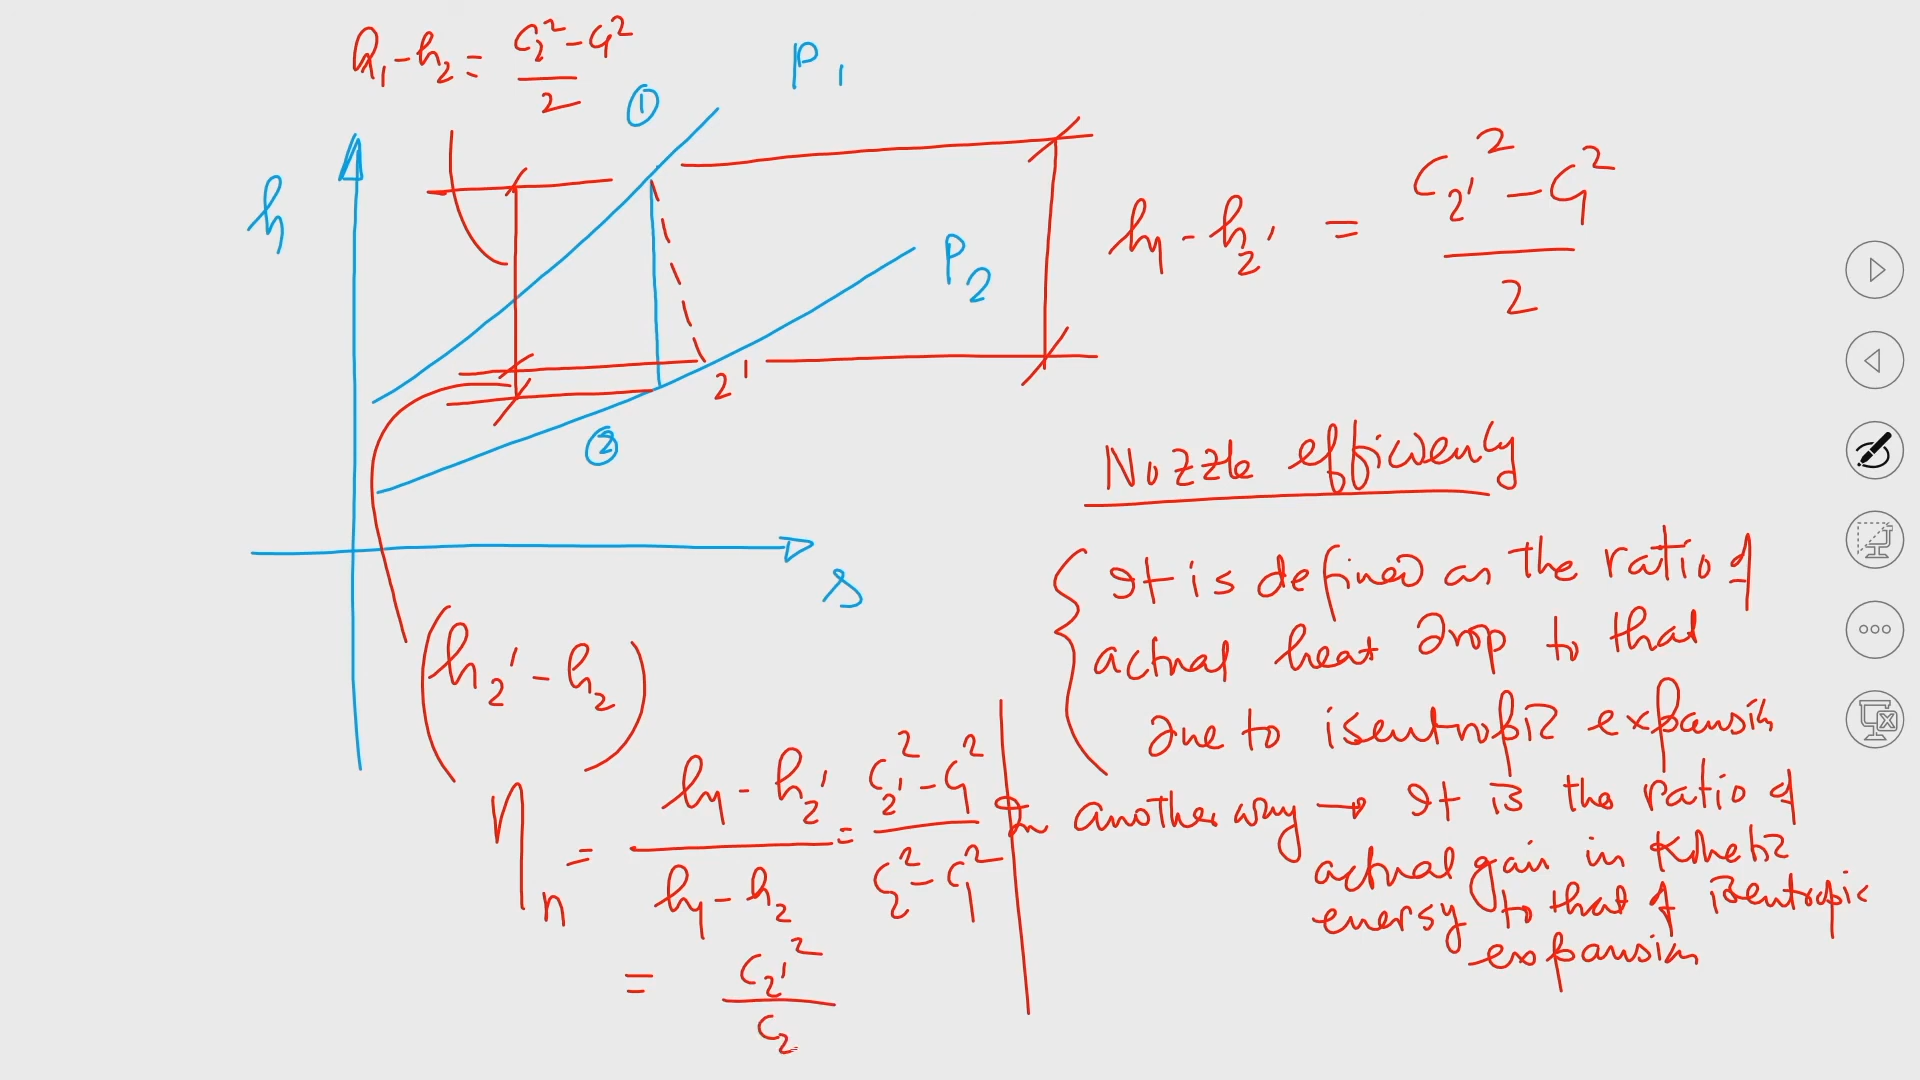 h₁ - h₂ = (C₂² - C₁²) / 2
①
P₁
h
P₂
h₁ - h₂' = (C₂'² - C₁²) / 2
2'
②
s
Nozzle efficiency
It is defined as the ratio of
actual heat drop to that
due to isentropic expansion
(h₂' - h₂)
ηₙ = (h₁ - h₂') / (h₁ - h₂) = (C₂'² - C₁²) / (C₂² - C₁²)
= C₂'² / C₂
In another way → It is the ratio of
actual gain in kinetic
energy to that of isentropic
expansion